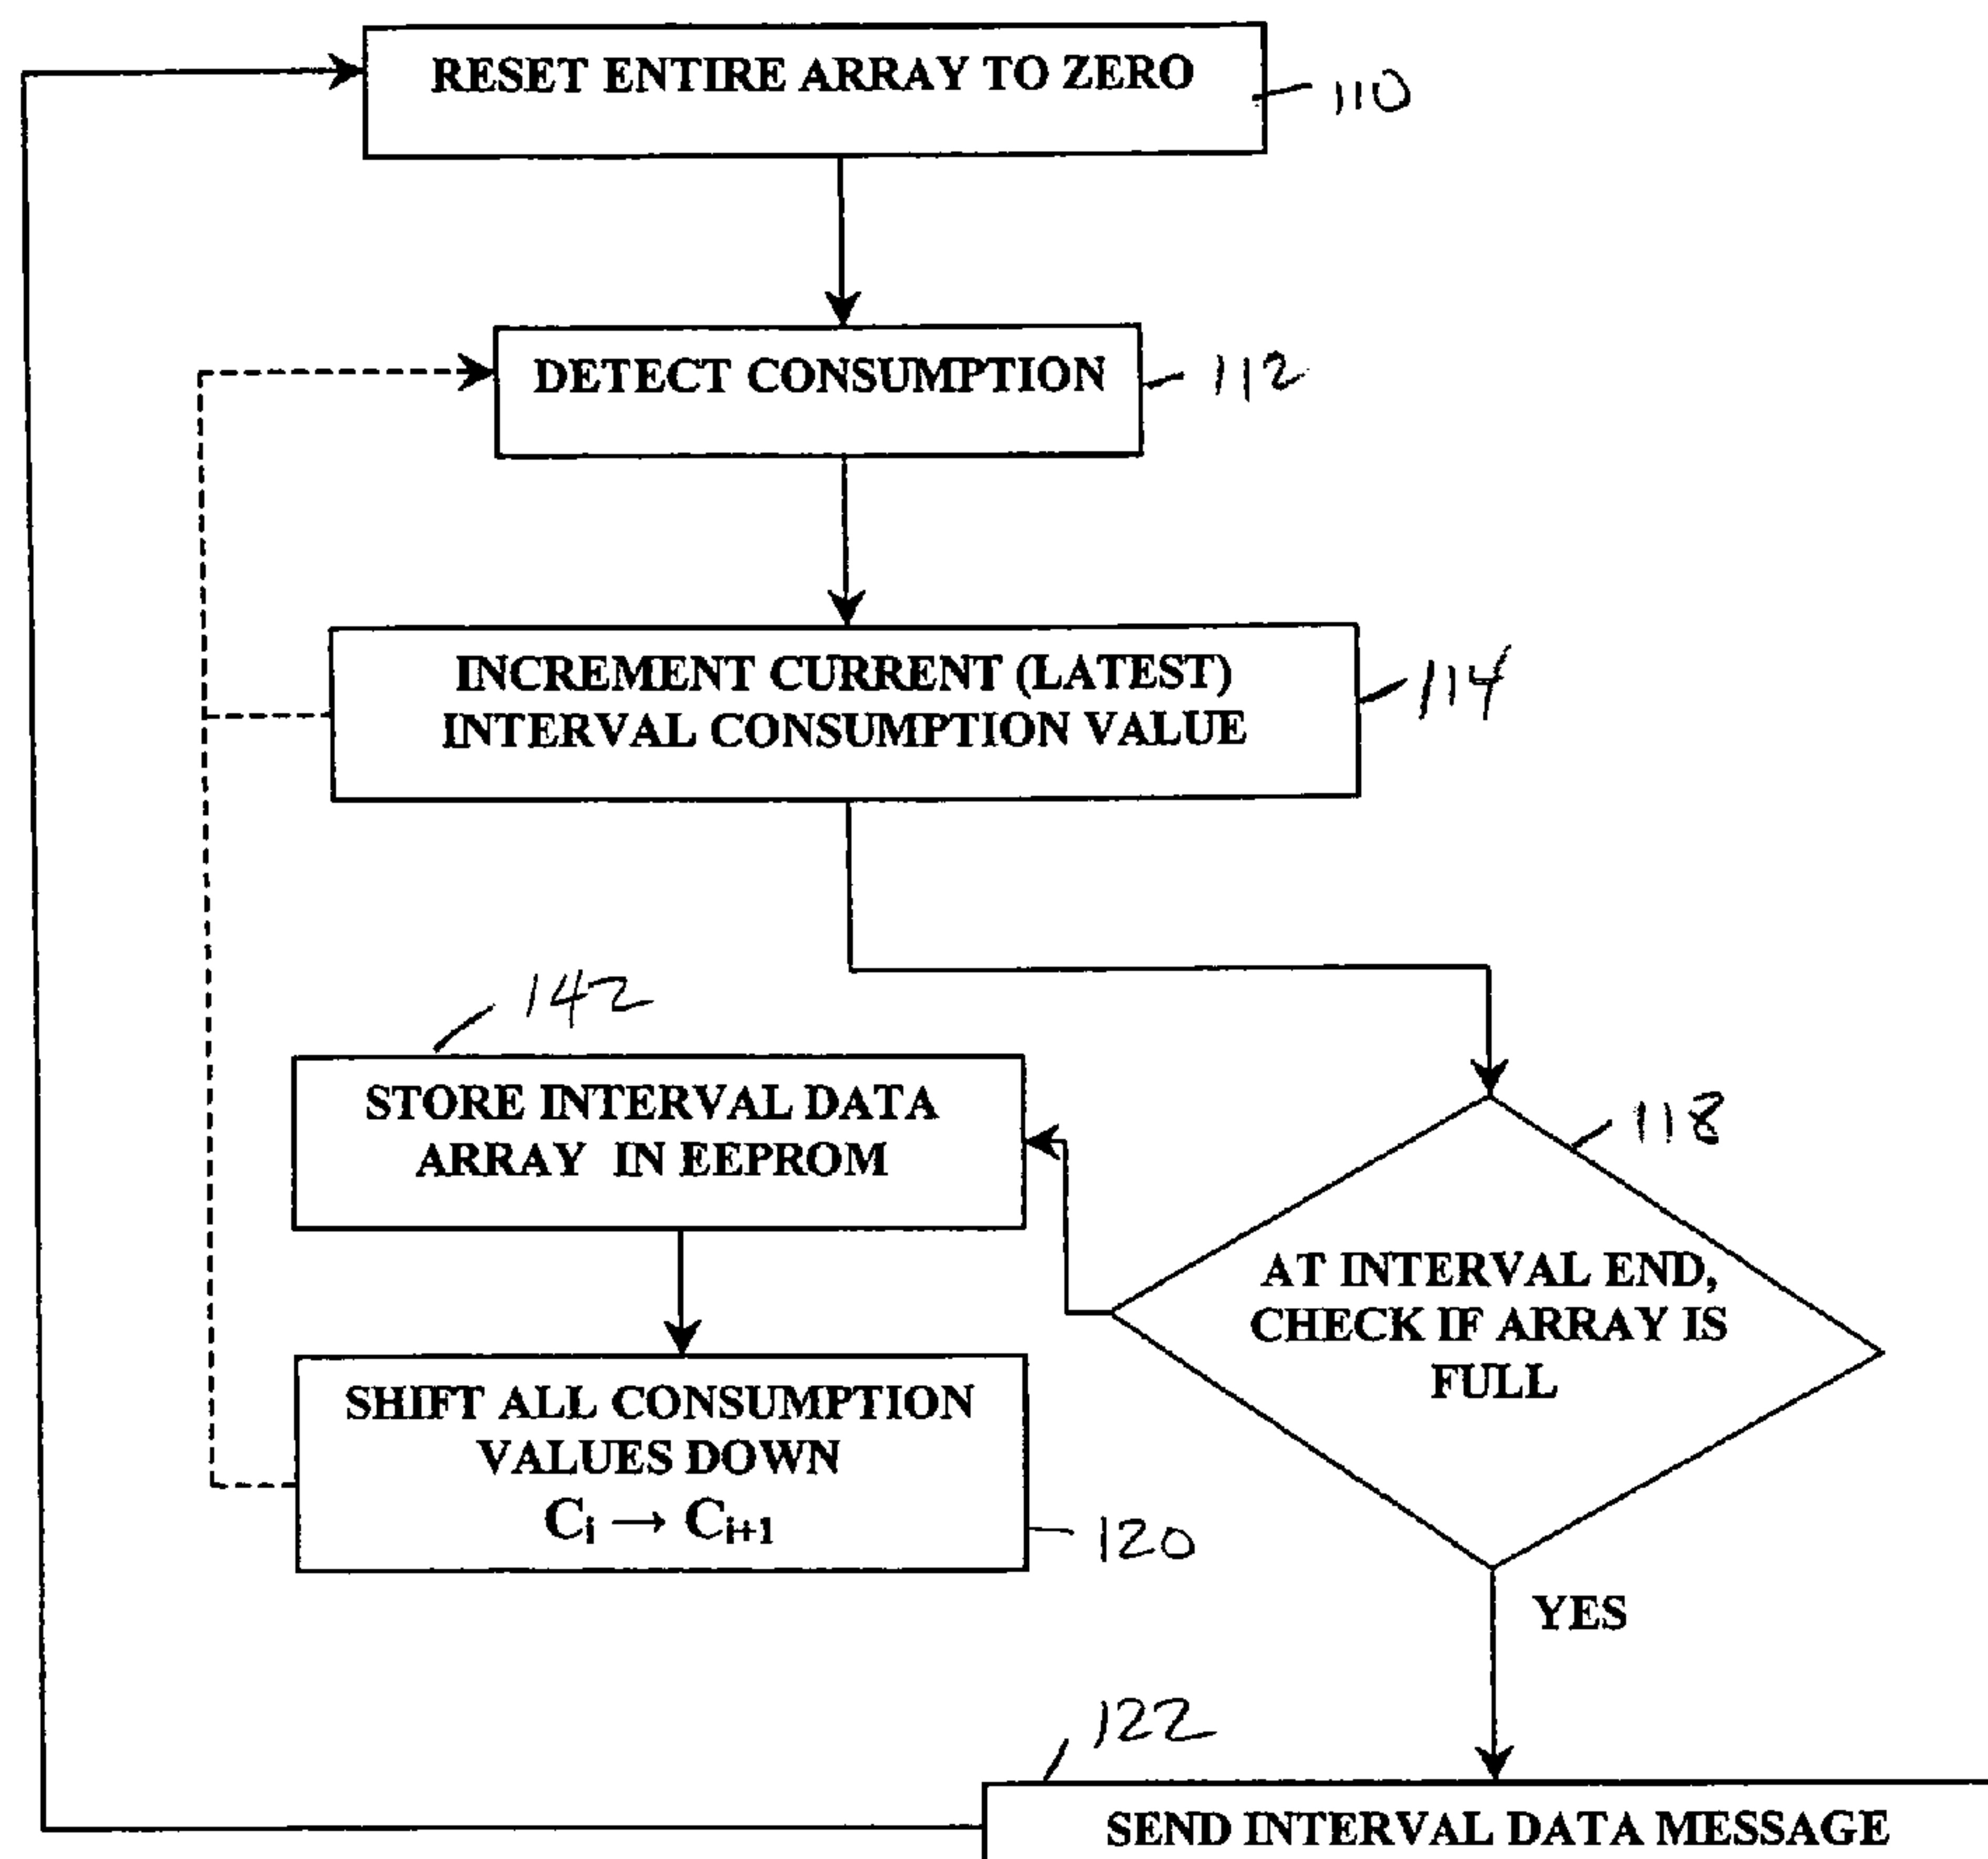 RESET ENTIRE ARRAY TO ZERO
110
DETECT CONSUMPTION
112
INCREMENT CURRENT (LATEST)
INTERVAL CONSUMPTION VALUE
114
142
STORE INTERVAL DATA
ARRAY IN EEPROM
118
AT INTERVAL END,
CHECK IF ARRAY IS
FULL
SHIFT ALL CONSUMPTION
VALUES DOWN
Ci → Ci+1
120
YES
122
SEND INTERVAL DATA MESSAGE